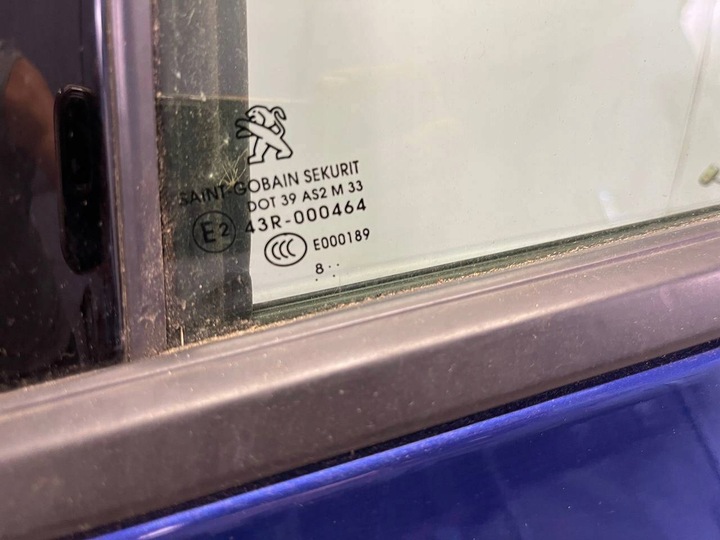 SAINT-GOBAIN SEKURIT
DOT 39 AS2 M 33
E2 43R-000464
CCC E000189
8